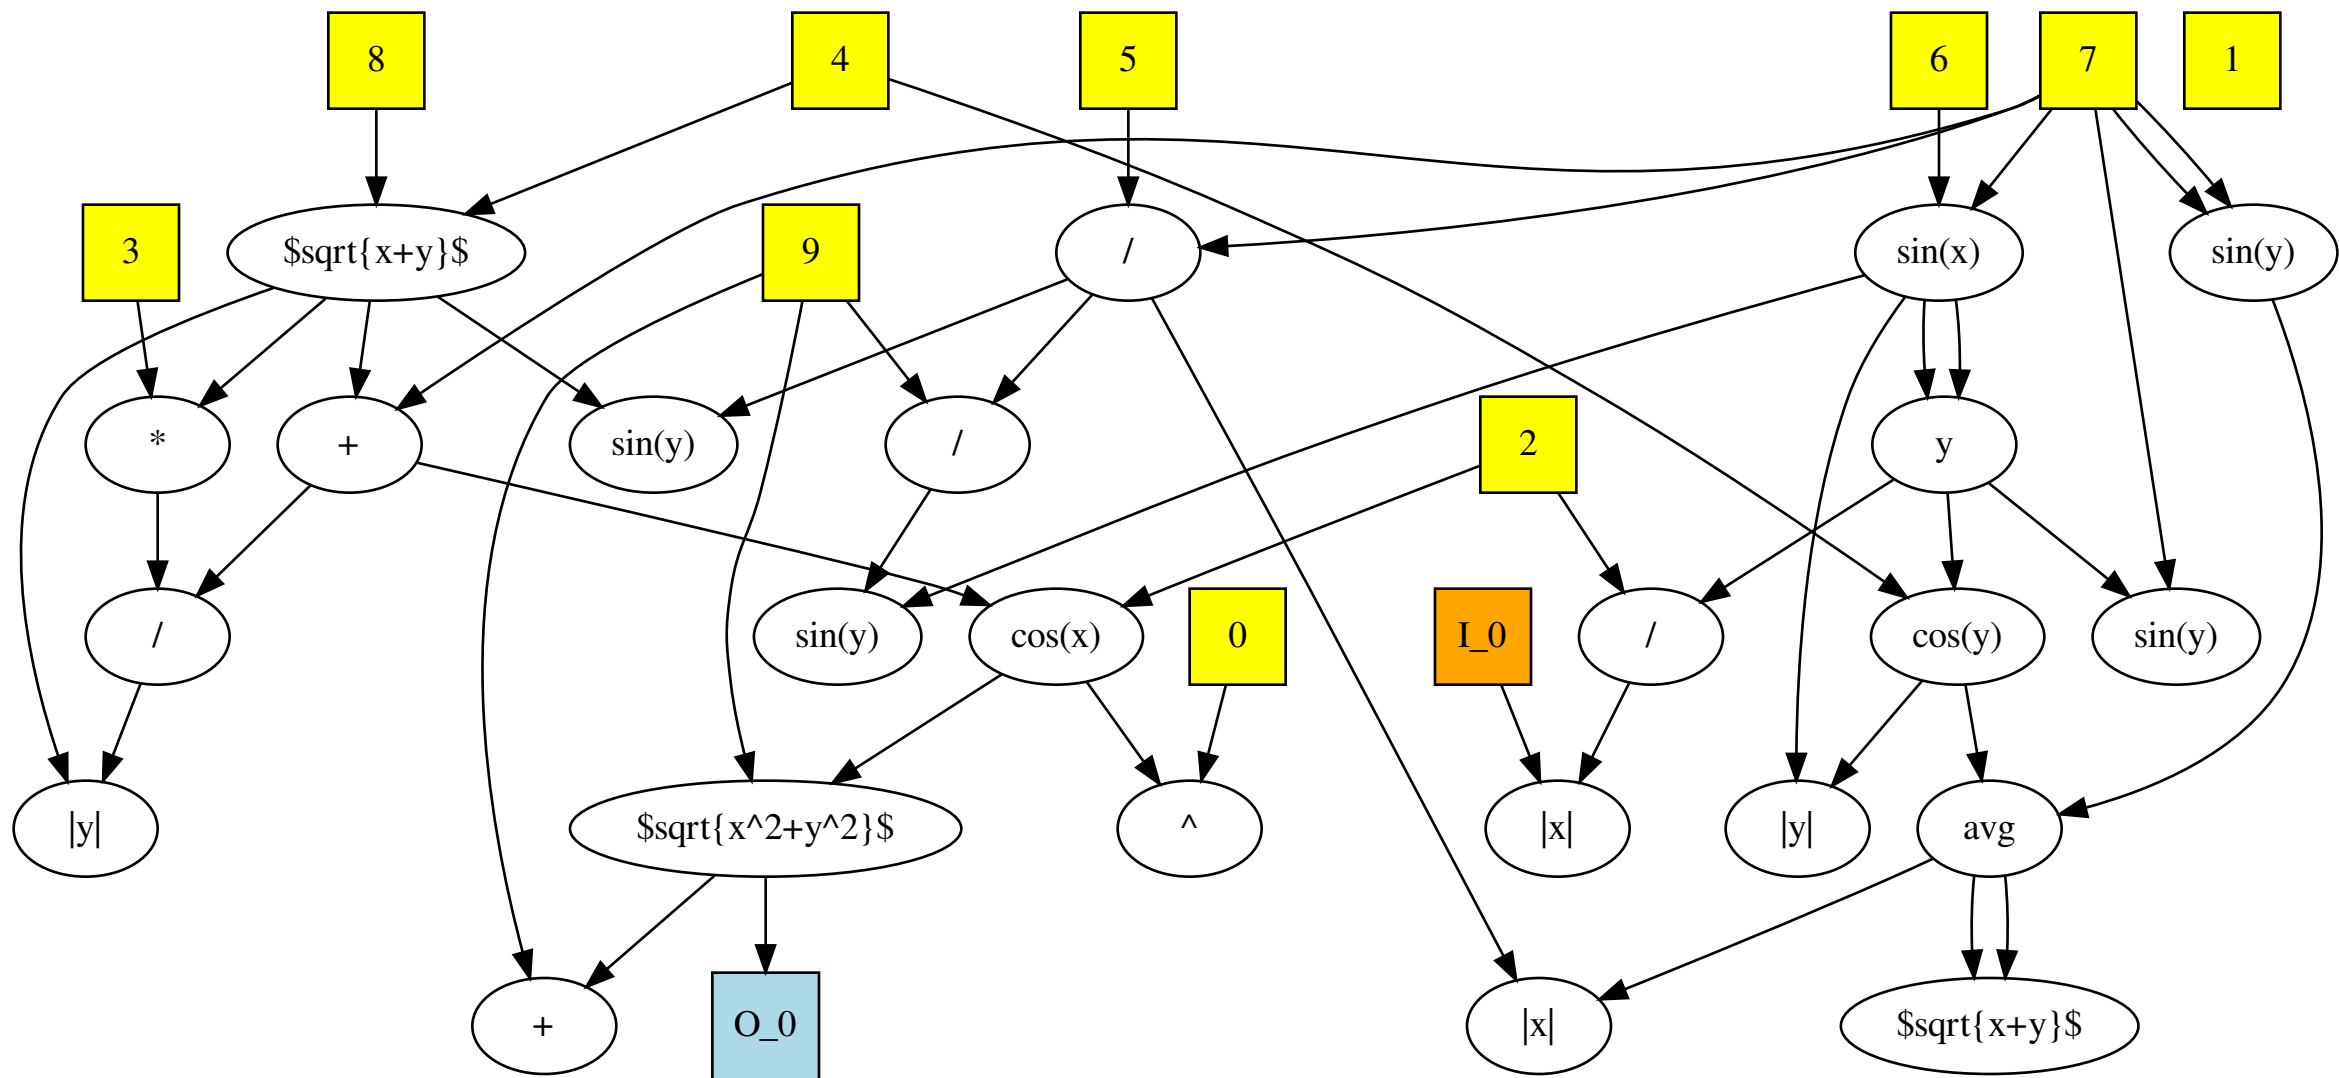 8
4
5
6
7
1
3
$sqrt{x+y}$
9
/
sin(x)
sin(y)
*
+
sin(y)
/
2
y
/
sin(y)
cos(x)
0
I_0
/
cos(y)
sin(y)
|y|
$sqrt{x^2+y^2}$
^
|x|
|y|
avg
+
O_0
|x|
$sqrt{x+y}$